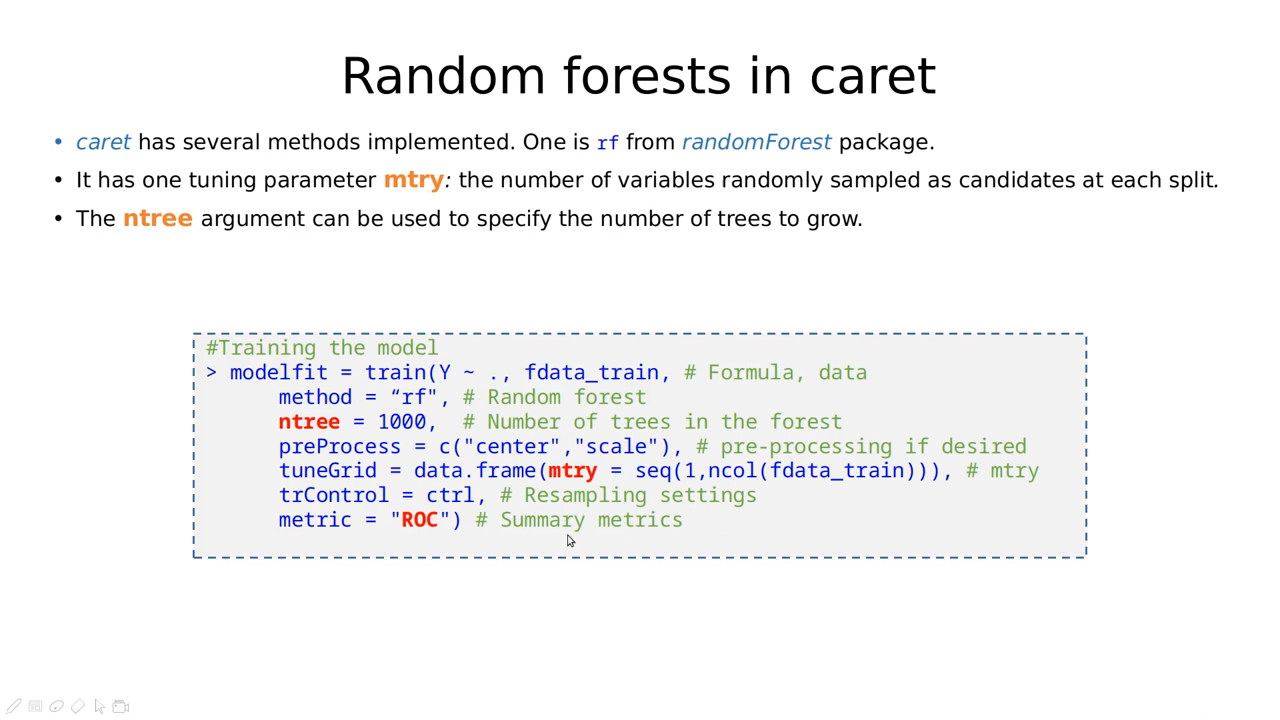 Random forests in caret
• caret has several methods implemented. One is rf from randomForest package.
• It has one tuning parameter mtry: the number of variables randomly sampled as candidates at each split.
• The ntree argument can be used to specify the number of trees to grow.
#Training the model
> modelfit = train(Y ~ ., fdata_train, # Formula, data
method = “rf", # Random forest
ntree = 1000, # Number of trees in the forest
preProcess = c("center","scale"), # pre-processing if desired
tuneGrid = data.frame(mtry = seq(1,ncol(fdata_train))), # mtry
trControl = ctrl, # Resampling settings
metric = "ROC") # Summary metrics